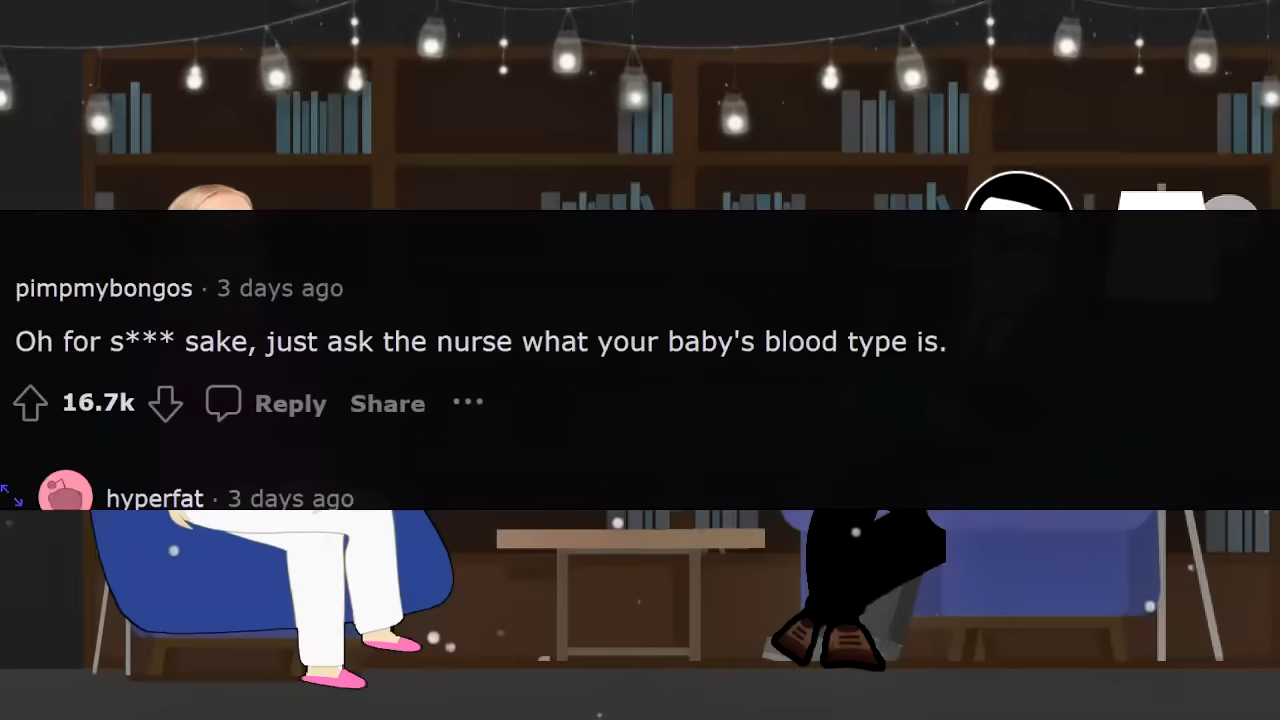 pimpmybongos · 3 days ago
Oh for s*** sake, just ask the nurse what your baby's blood type is.
16.7k Reply Share ···
hyperfat · 3 days ago